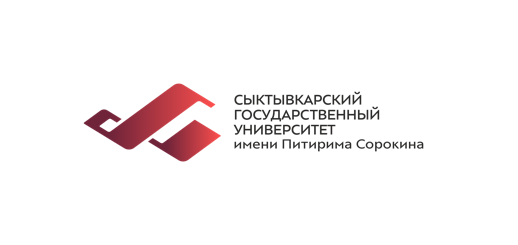 СЫКТЫВКАРСКИЙ
ГОСУДАРСТВЕННЫЙ
УНИВЕРСИТЕТ
имени Питирима Сорокина